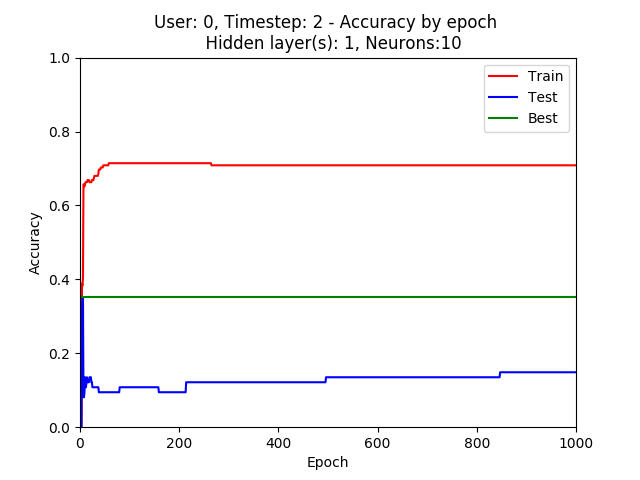 User: 0, Timestep: 2 - Accuracy by epoch
Hidden layer(s): 1, Neurons:10
Train
Test
Best
1.0
0.8
0.6
0.4
0.2
0.0
Accuracy
0
200
400
600
800
1000
Epoch